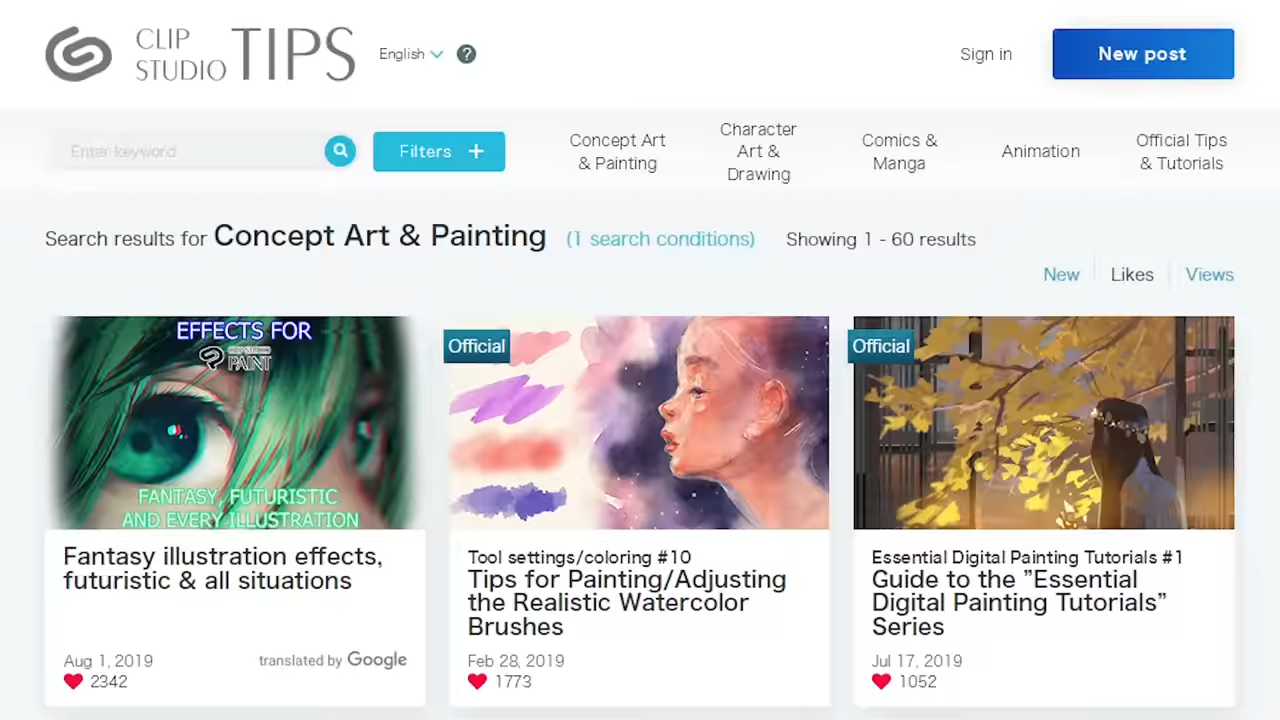 CLIP STUDIO TIPS
English
?
Sign in
New post
Enter keyword
Filters +
Concept Art
& Painting
Character
Art &
Drawing
Comics &
Manga
Animation
Official Tips
& Tutorials
Search results for Concept Art & Painting (1 search conditions) Showing 1 - 60 results
New
Likes
Views
EFFECTS FOR
CLIP STUDIO
PAINT
FANTASY, FUTURISTIC
AND EVERY ILLUSTRATION
Fantasy illustration effects,
futuristic & all situations
Aug 1, 2019
translated by Google
2342
Official
Tool settings/coloring #10
Tips for Painting/Adjusting
the Realistic Watercolor
Brushes
Feb 28, 2019
1773
Official
Essential Digital Painting Tutorials #1
Guide to the ”Essential
Digital Painting Tutorials”
Series
Jul 17, 2019
1052